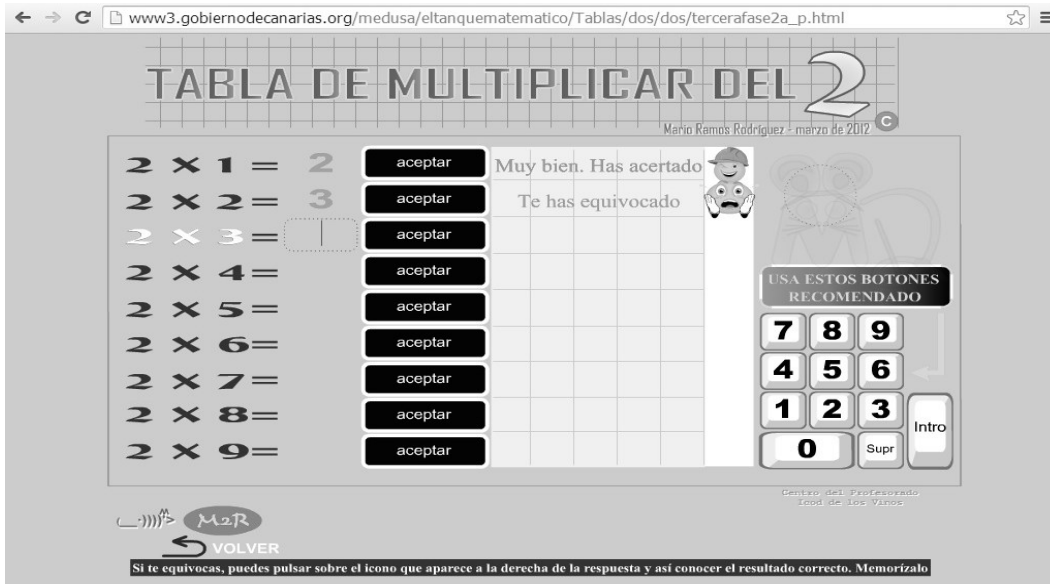 www3.gobiernodecanarias.org/medusa/eltanquematematico/Tablas/dos/dos/tercerafase2a_p.html
TABLA DE MULTIPLICAR DEL 2
Mario Ramos Rodríguez - marzo de 2012 C
2 × 1 = 2 aceptar Muy bien. Has acertado
2 × 2 = 3 aceptar Te has equivocado
2 × 3 = aceptar
2 × 4 = aceptar
2 × 5 = aceptar
2 × 6 = aceptar
2 × 7 = aceptar
2 × 8 = aceptar
2 × 9 = aceptar
USA ESTOS BOTONES
RECOMENDADO
7 8 9
4 5 6
1 2 3
Intro
0 Supr
Centro del Profesorado
Icod de los Vinos
M2R
VOLVER
Si te equivocas, puedes pulsar sobre el icono que aparece a la derecha de la respuesta y así conocer el resultado correcto. Memorízalo